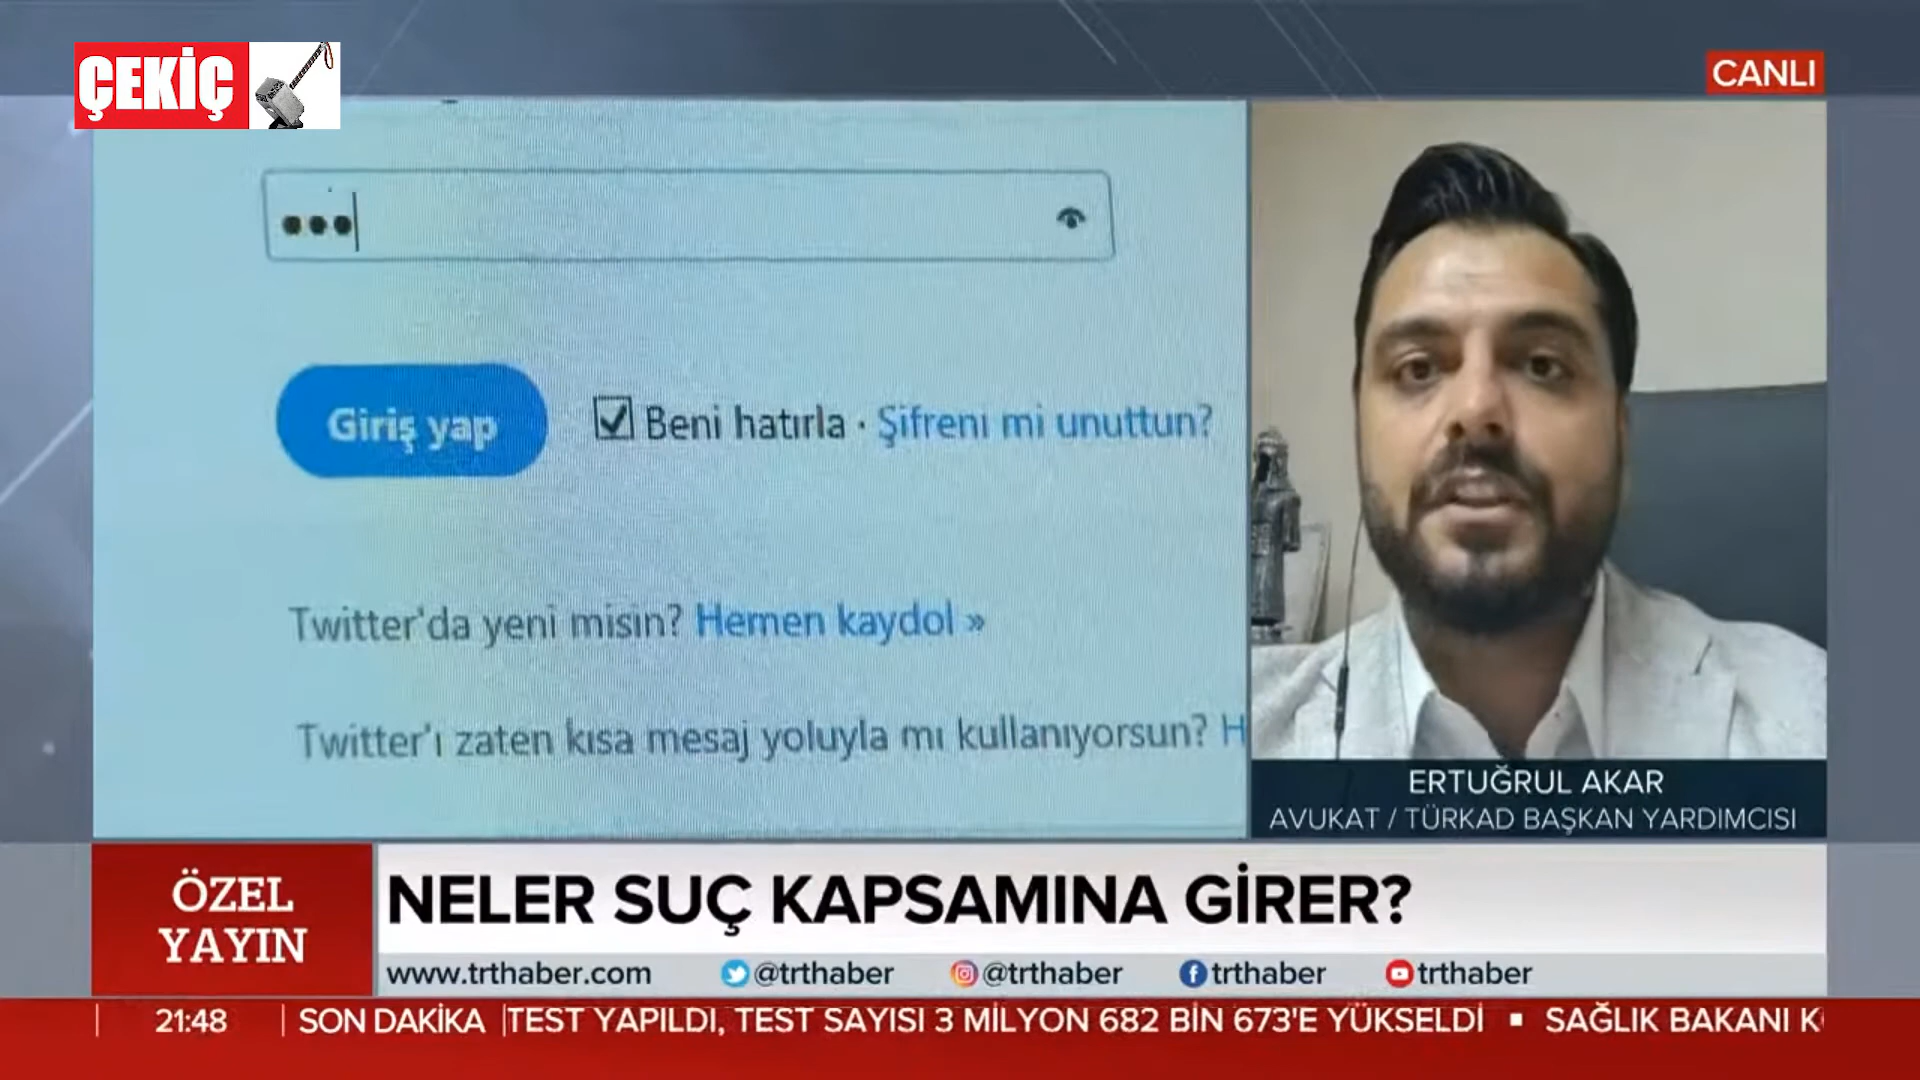 ÇEKİÇ
CANLI
Giriş yap
Beni hatırla · Şifreni mi unuttun?
Twitter'da yeni misin? Hemen kaydol »
Twitter'ı zaten kısa mesaj yoluyla mı kullanıyorsun? H
ERTUĞRUL AKAR
AVUKAT / TÜRKAD BAŞKAN YARDIMCISI
ÖZEL
YAYIN
NELER SUÇ KAPSAMINA GİRER?
www.trthaber.com @trthaber @trthaber trthaber trthaber
21:48 SON DAKİKA TEST YAPILDI, TEST SAYISI 3 MİLYON 682 BİN 673'E YÜKSELDİ ▪ SAĞLIK BAKANI K